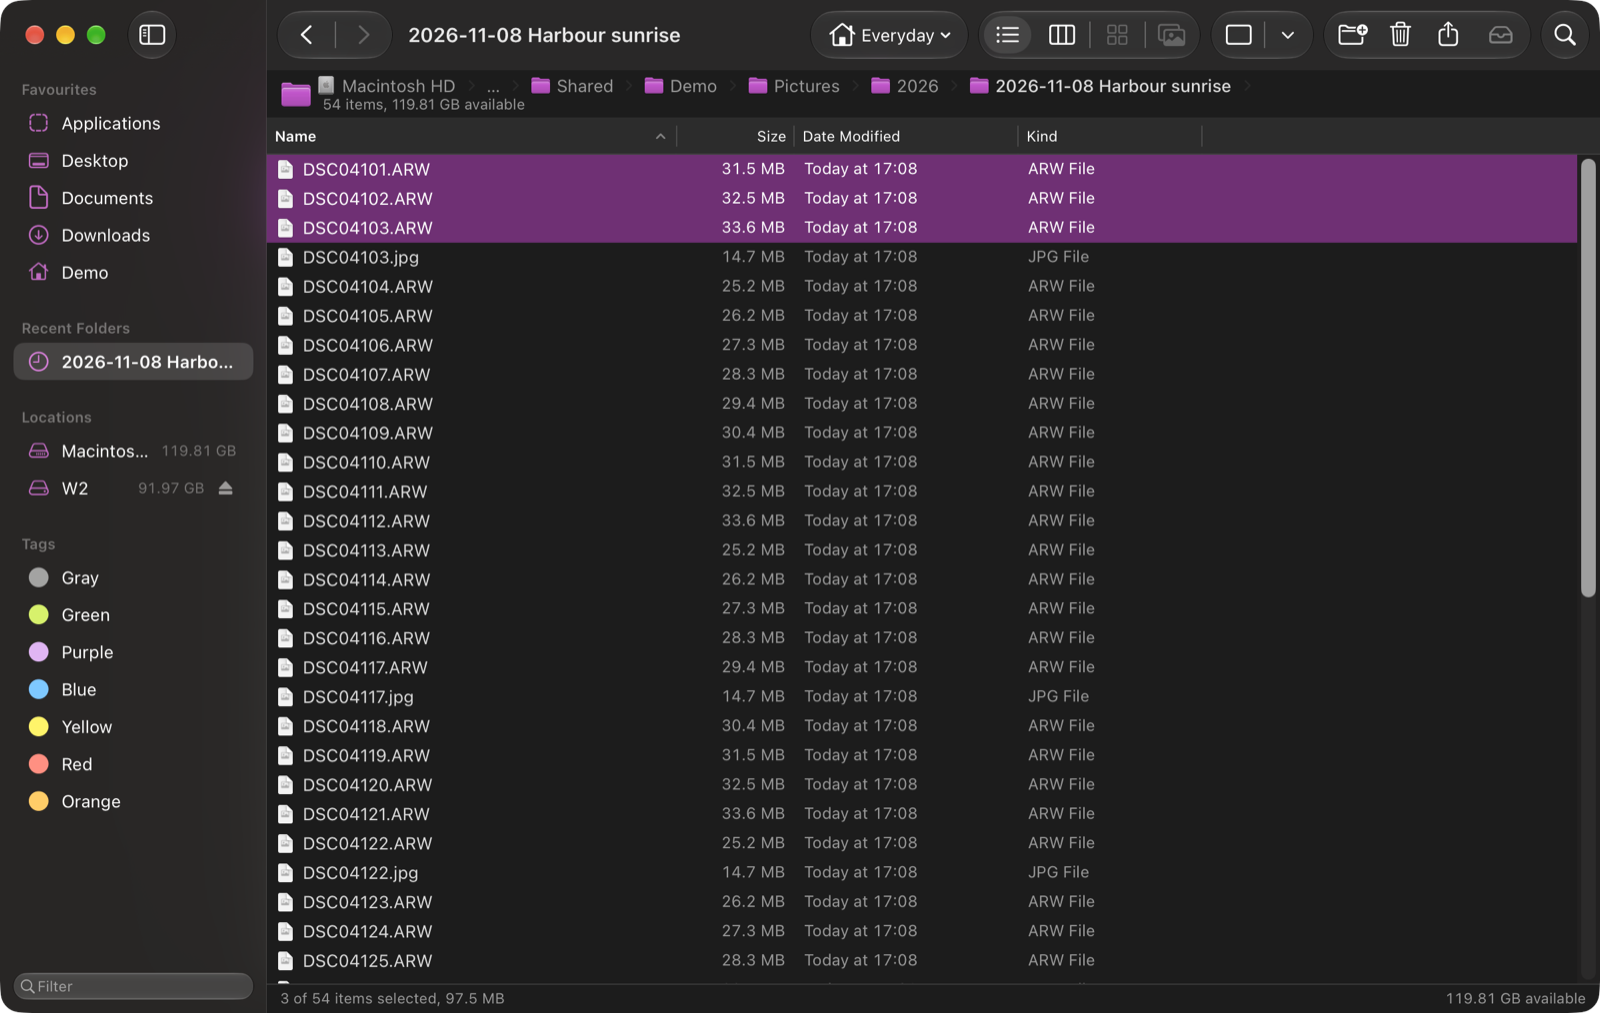 2026-11-08 Harbour sunrise
Everyday
Favourites
Applications
Desktop
Documents
Downloads
Demo
Recent Folders
2026-11-08 Harbo...
Locations
Macintos... 119.81 GB
W2 91.97 GB
Tags
Gray
Green
Purple
Blue
Yellow
Red
Orange
Filter
Macintosh HD ... Shared Demo Pictures 2026 2026-11-08 Harbour sunrise
54 items, 119.81 GB available
Name Size Date Modified Kind
DSC04101.ARW 31.5 MB Today at 17:08 ARW File
DSC04102.ARW 32.5 MB Today at 17:08 ARW File
DSC04103.ARW 33.6 MB Today at 17:08 ARW File
DSC04103.jpg 14.7 MB Today at 17:08 JPG File
DSC04104.ARW 25.2 MB Today at 17:08 ARW File
DSC04105.ARW 26.2 MB Today at 17:08 ARW File
DSC04106.ARW 27.3 MB Today at 17:08 ARW File
DSC04107.ARW 28.3 MB Today at 17:08 ARW File
DSC04108.ARW 29.4 MB Today at 17:08 ARW File
DSC04109.ARW 30.4 MB Today at 17:08 ARW File
DSC04110.ARW 31.5 MB Today at 17:08 ARW File
DSC04111.ARW 32.5 MB Today at 17:08 ARW File
DSC04112.ARW 33.6 MB Today at 17:08 ARW File
DSC04113.ARW 25.2 MB Today at 17:08 ARW File
DSC04114.ARW 26.2 MB Today at 17:08 ARW File
DSC04115.ARW 27.3 MB Today at 17:08 ARW File
DSC04116.ARW 28.3 MB Today at 17:08 ARW File
DSC04117.ARW 29.4 MB Today at 17:08 ARW File
DSC04117.jpg 14.7 MB Today at 17:08 JPG File
DSC04118.ARW 30.4 MB Today at 17:08 ARW File
DSC04119.ARW 31.5 MB Today at 17:08 ARW File
DSC04120.ARW 32.5 MB Today at 17:08 ARW File
DSC04121.ARW 33.6 MB Today at 17:08 ARW File
DSC04122.ARW 25.2 MB Today at 17:08 ARW File
DSC04122.jpg 14.7 MB Today at 17:08 JPG File
DSC04123.ARW 26.2 MB Today at 17:08 ARW File
DSC04124.ARW 27.3 MB Today at 17:08 ARW File
DSC04125.ARW 28.3 MB Today at 17:08 ARW File
3 of 54 items selected, 97.5 MB 119.81 GB available